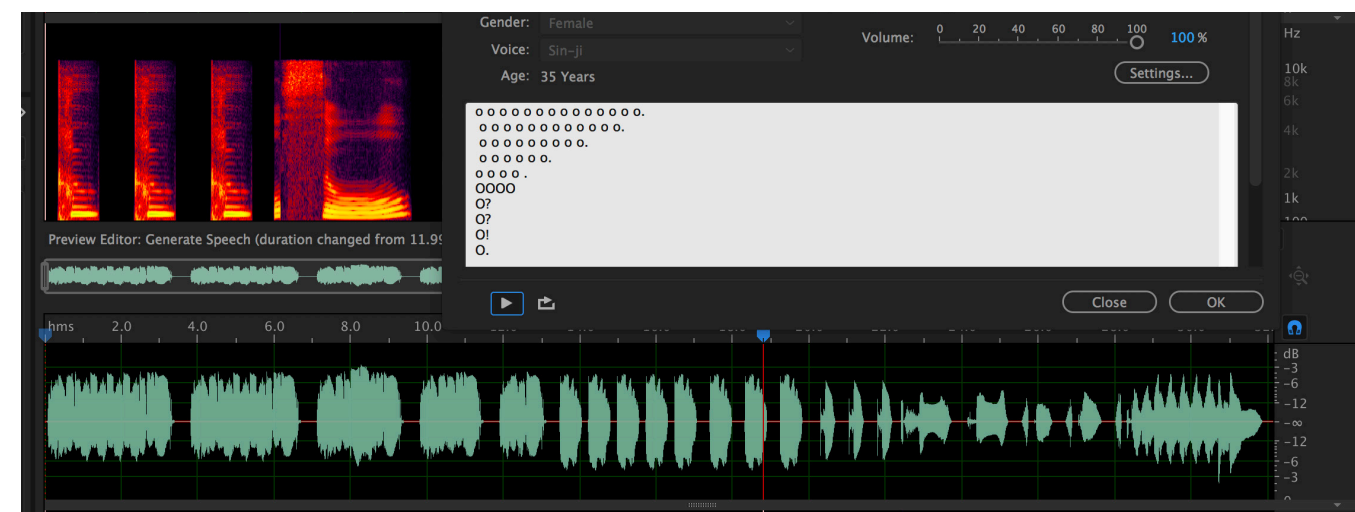 Gender: Female
Voice: Sin-ji
Age: 35 Years
Volume: 0 20 40 60 80 100 100 %
Settings...
o o o o o o o o o o o o o o.
o o o o o o o o o o o o.
o o o o o o o o o.
o o o o o o.
o o o o .
OOOO
O?
O?
O!
O.
Close OK
Hz
10k
8k
6k
4k
2k
1k
100
Preview Editor: Generate Speech (duration changed from 11.99
hms 2.0 4.0 6.0 8.0 10.0
dB
-3
-6
-12
-∞
-12
-6
-3